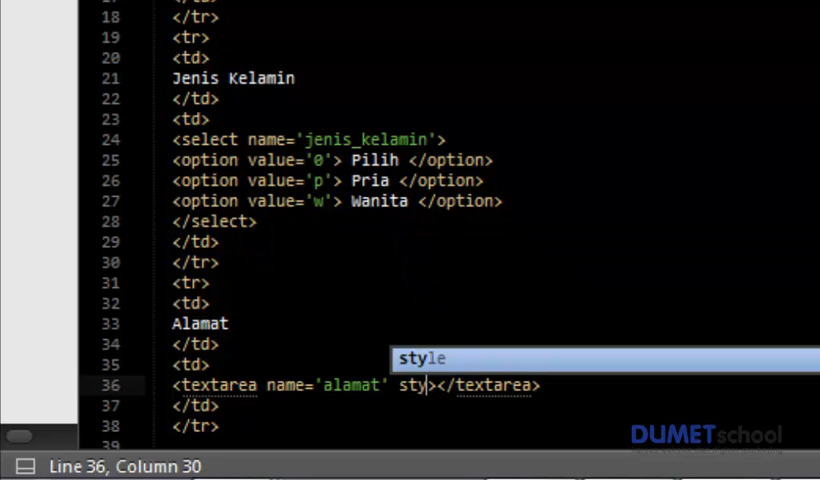 18 </tr>
19 <tr>
20 <td>
21 Jenis Kelamin
22 </td>
23 <td>
24 <select name='jenis_kelamin'>
25 <option value='0'> Pilih </option>
26 <option value='p'> Pria </option>
27 <option value='w'> Wanita </option>
28 </select>
29 </td>
30 </tr>
31 <tr>
32 <td>
33 Alamat
34 </td>
style
35 <td>
36 <textarea name='alamat' sty></textarea>
37 </td>
38 </tr>
39
DUMETschool
Line 36, Column 30